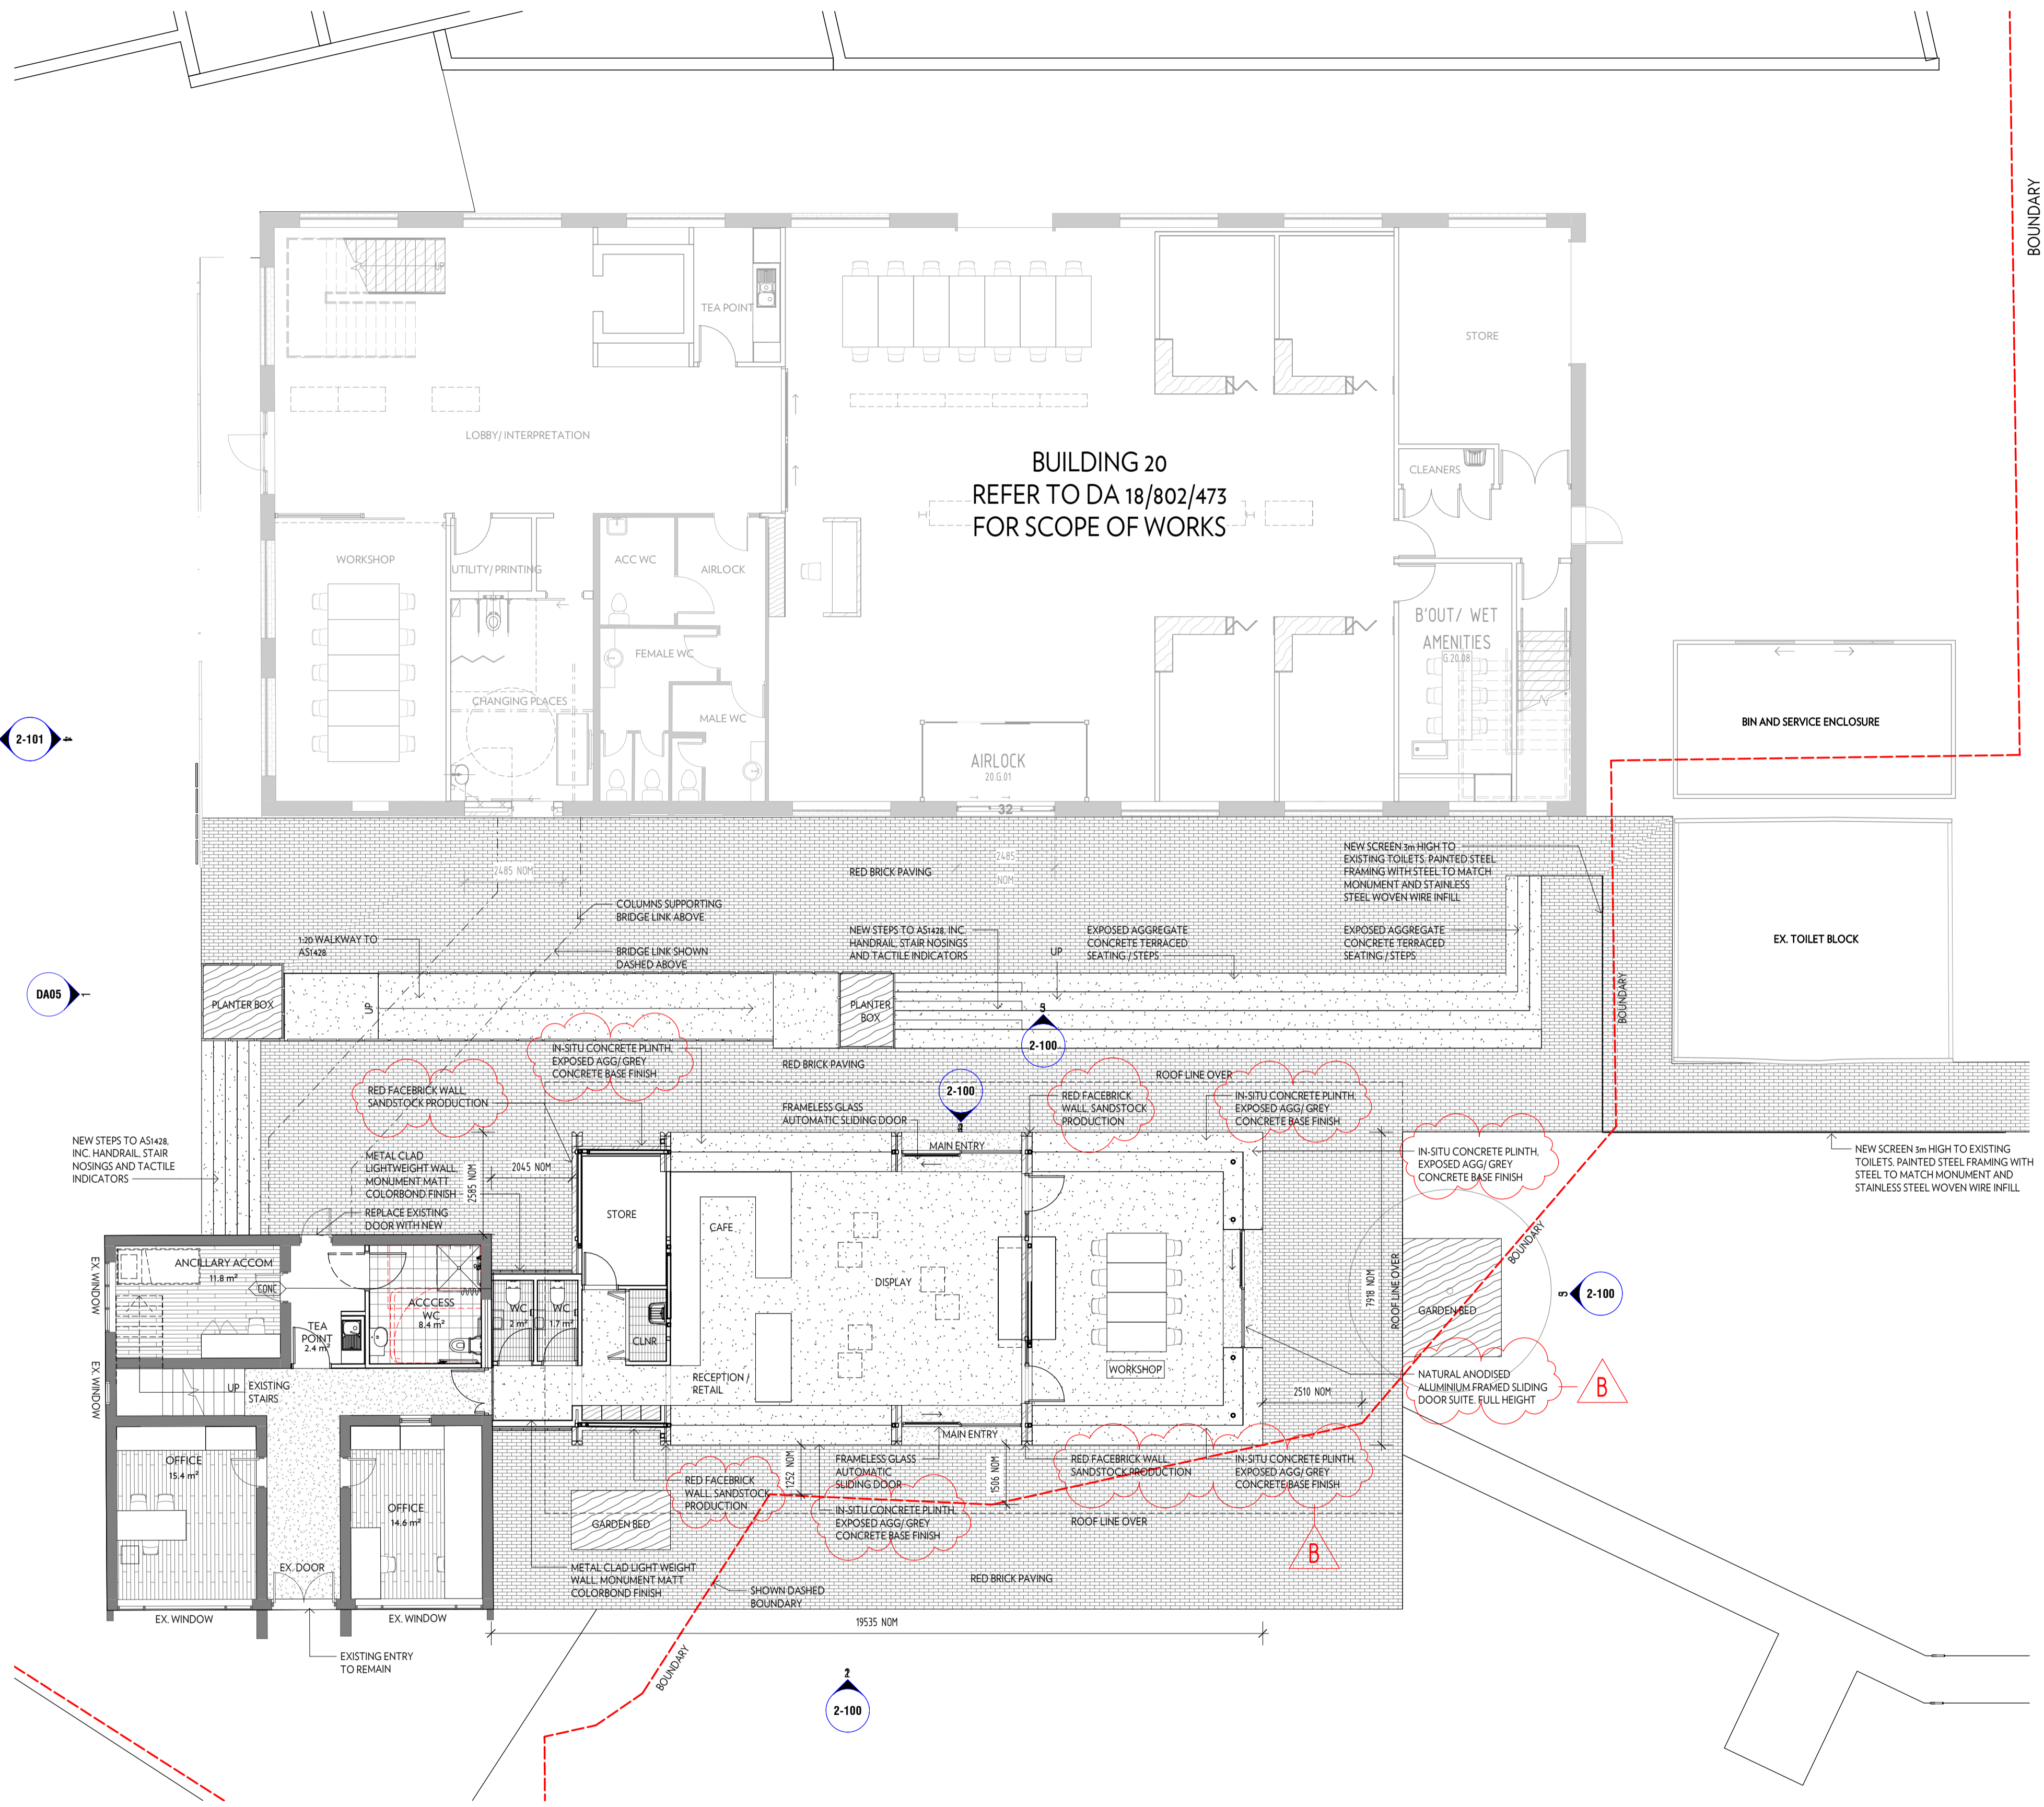 BOUNDARY
UP
TEA POINT
STORE
LOBBY/ INTERPRETATION
BUILDING 20
REFER TO DA 18/802/473
FOR SCOPE OF WORKS
CLEANERS
WORKSHOP
UTILITY/ PRINTING
ACC WC
AIRLOCK
B'OUT/ WET
AMENITIES
G.20.08
FEMALE WC
CHANGING PLACES
MALE WC
BIN AND SERVICE ENCLOSURE
2-101
AIRLOCK
20.G.01
32
NEW SCREEN 3m HIGH TO
EXISTING TOILETS. PAINTED STEEL
FRAMING WITH STEEL TO MATCH
MONUMENT AND STAINLESS
STEEL WOVEN WIRE INFILL
2485 NOM
RED BRICK PAVING
2485
NOM
COLUMNS SUPPORTING
BRIDGE LINK ABOVE
1:20 WALKWAY TO
AS1428
BRIDGE LINK SHOWN
DASHED ABOVE
NEW STEPS TO AS1428, INC.
HANDRAIL, STAIR NOSINGS
AND TACTILE INDICATORS
UP
EXPOSED AGGREGATE
CONCRETE TERRACED
SEATING / STEPS
EXPOSED AGGREGATE
CONCRETE TERRACED
SEATING / STEPS
EX. TOILET BLOCK
BOUNDARY
DA05
1
PLANTER BOX
UP
PLANTER
BOX
3
2-100
IN-SITU CONCRETE PLINTH,
EXPOSED AGG/ GREY
CONCRETE BASE FINISH
RED BRICK PAVING
ROOF LINE OVER
RED FACEBRICK WALL,
SANDSTOCK PRODUCTION
FRAMELESS GLASS
AUTOMATIC SLIDING DOOR
2-100
RED FACEBRICK
WALL, SANDSTOCK
PRODUCTION
IN-SITU CONCRETE PLINTH,
EXPOSED AGG/ GREY
CONCRETE BASE FINISH
NEW STEPS TO AS1428,
INC. HANDRAIL, STAIR
NOSINGS AND TACTILE
INDICATORS
METAL CLAD
LIGHTWEIGHT WALL,
MONUMENT MATT
COLORBOND FINISH
2045 NOM
2585 NOM
MAIN ENTRY
IN-SITU CONCRETE PLINTH,
EXPOSED AGG/ GREY
CONCRETE BASE FINISH
NEW SCREEN 3m HIGH TO EXISTING
TOILETS. PAINTED STEEL FRAMING WITH
STEEL TO MATCH MONUMENT AND
STAINLESS STEEL WOVEN WIRE INFILL
REPLACE EXISTING
DOOR WITH NEW
STORE
CAFE
BOUNDARY
EX. WINDOW
ANCILLARY ACCOM
11.8 m²
CONC
ACCCESS
WC
8.4 m²
TEA
POINT
2.4 m²
WC
2 m²
WC
1.7 m²
CLNR
DISPLAY
7918 NOM
ROOF LINE OVER
GARDEN BED
3
2-100
EX. WINDOW
UP
EXISTING
STAIRS
RECEPTION /
RETAIL
WORKSHOP
2510 NOM
NATURAL ANODISED
ALUMINIUM FRAMED SLIDING
DOOR SUITE. FULL HEIGHT
B
MAIN ENTRY
OFFICE
15.4 m²
OFFICE
14.6 m²
RED FACEBRICK
WALL, SANDSTOCK
PRODUCTION
1252 NOM
FRAMELESS GLASS
AUTOMATIC
SLIDING DOOR
1506 NOM
RED FACEBRICK WALL,
SANDSTOCK PRODUCTION
IN-SITU CONCRETE PLINTH,
EXPOSED AGG/ GREY
CONCRETE BASE FINISH
GARDEN BED
IN-SITU CONCRETE PLINTH,
EXPOSED AGG/ GREY
CONCRETE BASE FINISH
ROOF LINE OVER
B
EX. DOOR
METAL CLAD LIGHT WEIGHT
WALL, MONUMENT MATT
COLORBOND FINISH
SHOWN DASHED
BOUNDARY
RED BRICK PAVING
EX. WINDOW
EX. WINDOW
19535 NOM
EXISTING ENTRY
TO REMAIN
BOUNDARY
2
2-100